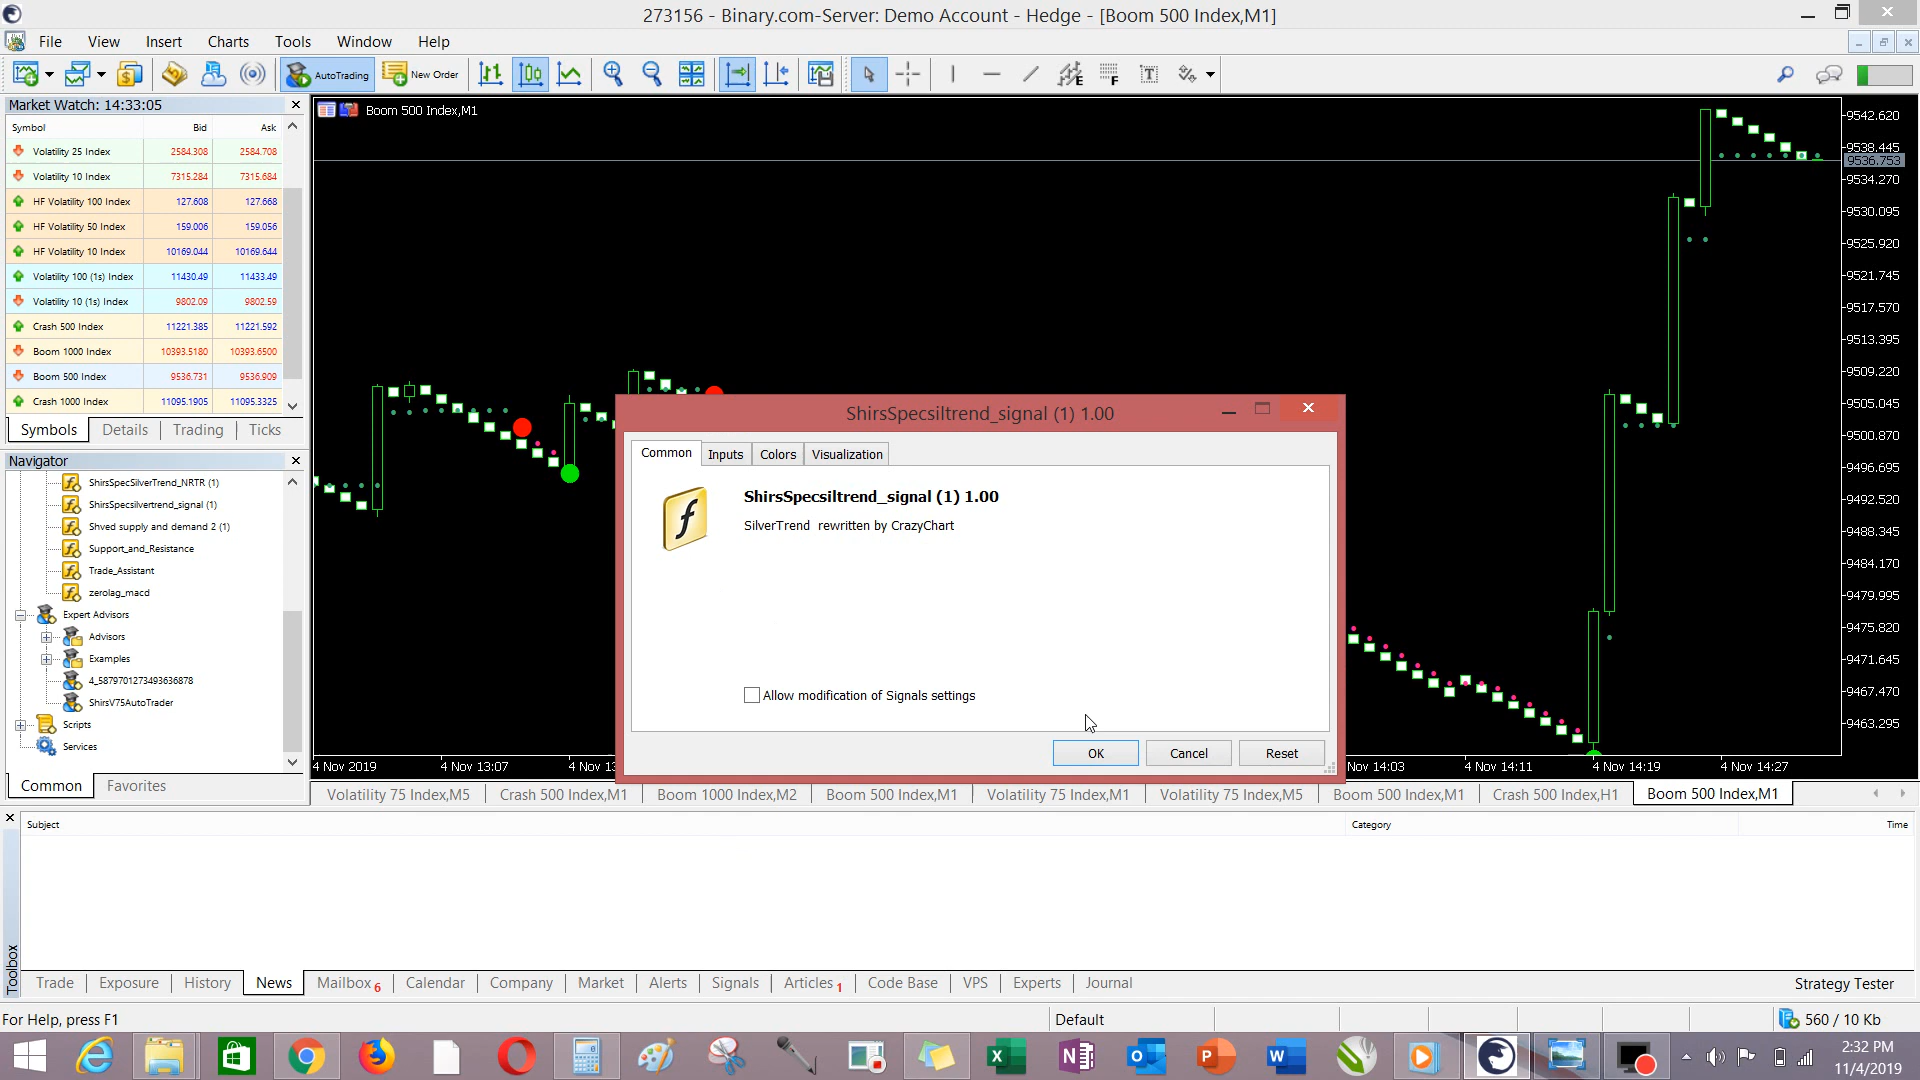 273156 - Binary.com-Server: Demo Account - Hedge - [Boom 500 Index,M1]
File View Insert Charts Tools Window Help
AutoTrading New Order
Market Watch: 14:33:05
Symbol Bid Ask
Volatility 25 Index 2584.308 2584.708
Volatility 10 Index 7315.284 7315.684
HF Volatility 100 Index 127.608 127.668
HF Volatility 50 Index 159.006 159.056
HF Volatility 10 Index 10169.044 10169.644
Volatility 100 (1s) Index 11430.49 11433.49
Volatility 10 (1s) Index 9802.09 9802.59
Crash 500 Index 11221.385 11221.592
Boom 1000 Index 10393.5180 10393.6500
Boom 500 Index 9536.731 9536.909
Crash 1000 Index 11095.1905 11095.3325
Symbols Details Trading Ticks
Navigator
ShirsSpecSilverTrend_NRTR (1)
ShirsSpecsilvertrend_signal (1)
Shved supply and demand 2 (1)
Support_and_Resistance
Trade_Assistant
zerolag_macd
Expert Advisors
Advisors
Examples
4_5879701273493636878
ShirsV75AutoTrader
Scripts
Services
Common Favorites
Boom 500 Index,M1
9542.620
9538.445
9536.753
9534.270
9530.095
9525.920
9521.745
9517.570
9513.395
9509.220
9505.045
9500.870
9496.695
9492.520
9488.345
9484.170
9479.995
9475.820
9471.645
9467.470
9463.295
ShirsSpecsiltrend_signal (1) 1.00
Common Inputs Colors Visualization
ShirsSpecsiltrend_signal (1) 1.00
SilverTrend rewritten by CrazyChart
Allow modification of Signals settings
OK Cancel Reset
4 Nov 2019 4 Nov 13:07 4 Nov 13 Nov 14:03 4 Nov 14:11 4 Nov 14:19 4 Nov 14:27
Volatility 75 Index,M5 Crash 500 Index,M1 Boom 1000 Index,M2 Boom 500 Index,M1 Volatility 75 Index,M1 Volatility 75 Index,M5 Boom 500 Index,M1 Crash 500 Index,H1 Boom 500 Index,M1
Subject Category Time
Toolbox
Trade Exposure History News Mailbox 6 Calendar Company Market Alerts Signals Articles 1 Code Base VPS Experts Journal Strategy Tester
For Help, press F1 Default 560 / 10 Kb
2:32 PM
11/4/2019